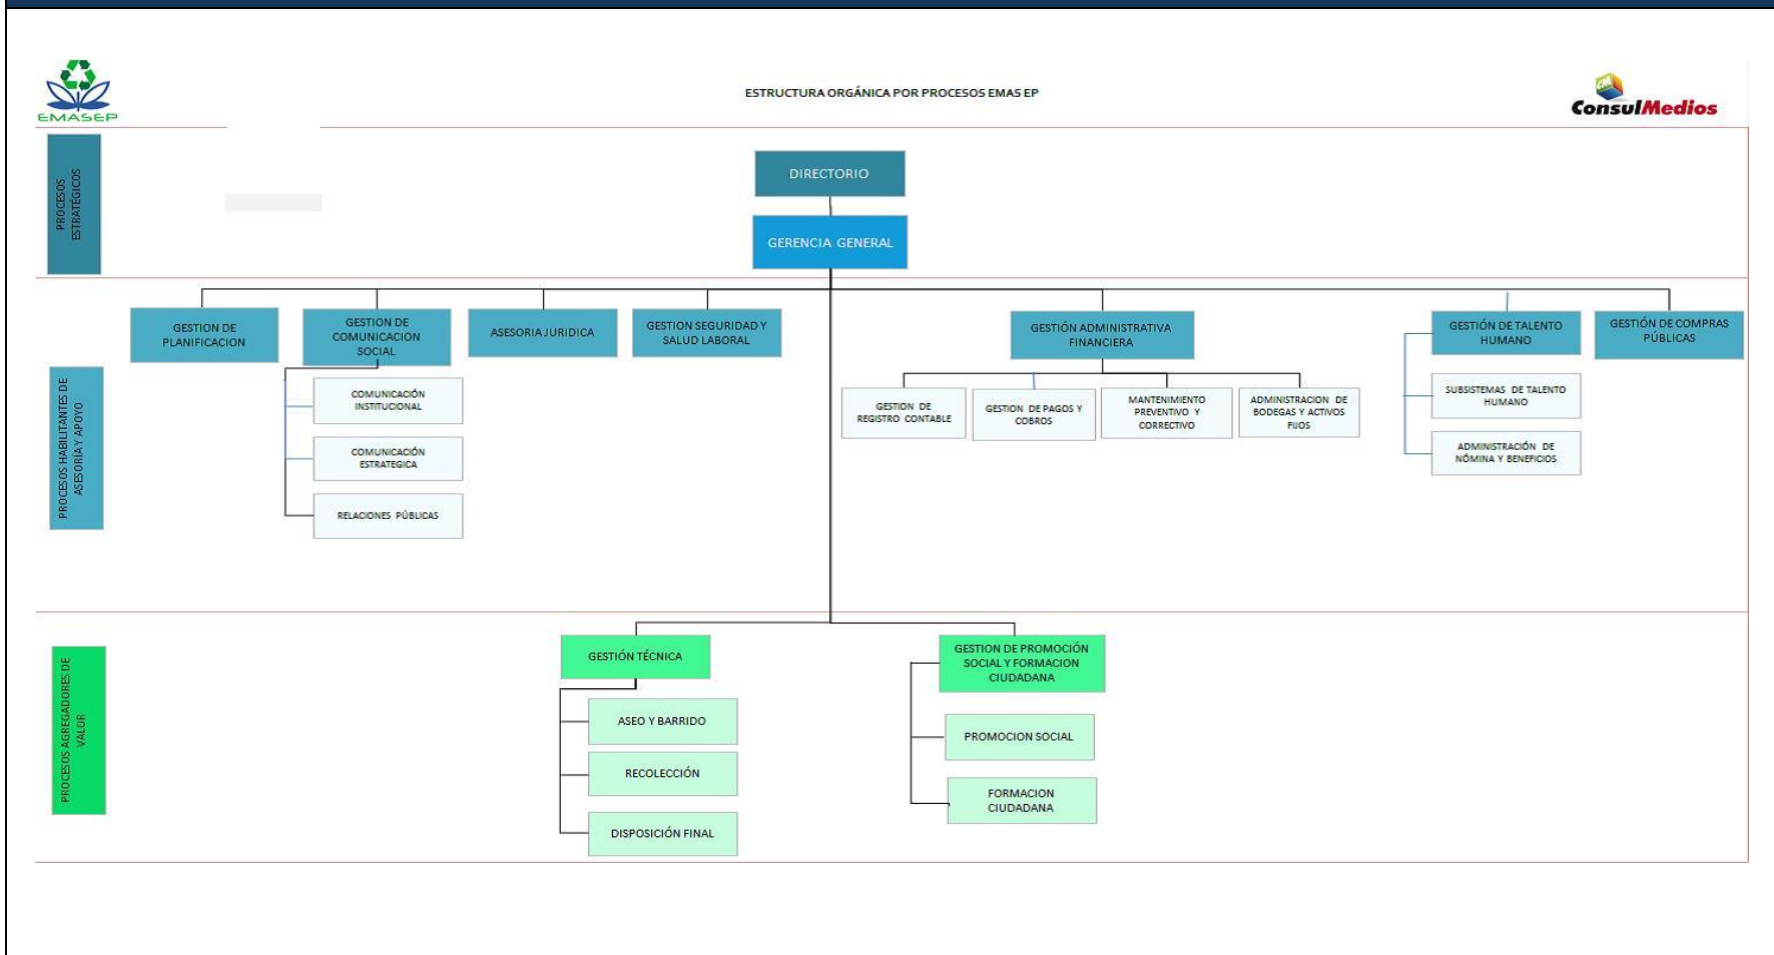 EMASEP
ESTRUCTURA ORGÁNICA POR PROCESOS EMAS EP
CM
ConsulMedios
PROCESOS
ESTRATÉGICOS
DIRECTORIO
GERENCIA GENERAL
PROCESOS HABILITANTES DE
ASESORÍA Y APOYO
GESTION DE
PLANIFICACION
GESTION DE
COMUNICACION
SOCIAL
COMUNICACIÓN
INSTITUCIONAL
COMUNICACIÓN
ESTRATEGICA
RELACIONES PÚBLICAS
ASESORIA JURIDICA
GESTION SEGURIDAD Y
SALUD LABORAL
GESTIÓN ADMINISTRATIVA
FINANCIERA
GESTION DE
REGISTRO CONTABLE
GESTION DE PAGOS Y
COBROS
MANTENIMIENTO
PREVENTIVO Y
CORRECTIVO
ADMINISTRACION DE
BODEGAS Y ACTIVOS
FIJOS
GESTIÓN DE TALENTO
HUMANO
SUBSISTEMAS DE TALENTO
HUMANO
ADMINISTRACIÓN DE
NÓMINA Y BENEFICIOS
GESTIÓN DE COMPRAS
PÚBLICAS
PROCESOS AGREGADORES DE
VALOR
GESTIÓN TÉCNICA
ASEO Y BARRIDO
RECOLECCIÓN
DISPOSICIÓN FINAL
GESTION DE PROMOCIÓN
SOCIAL Y FORMACION
CIUDADANA
PROMOCION SOCIAL
FORMACION
CIUDADANA